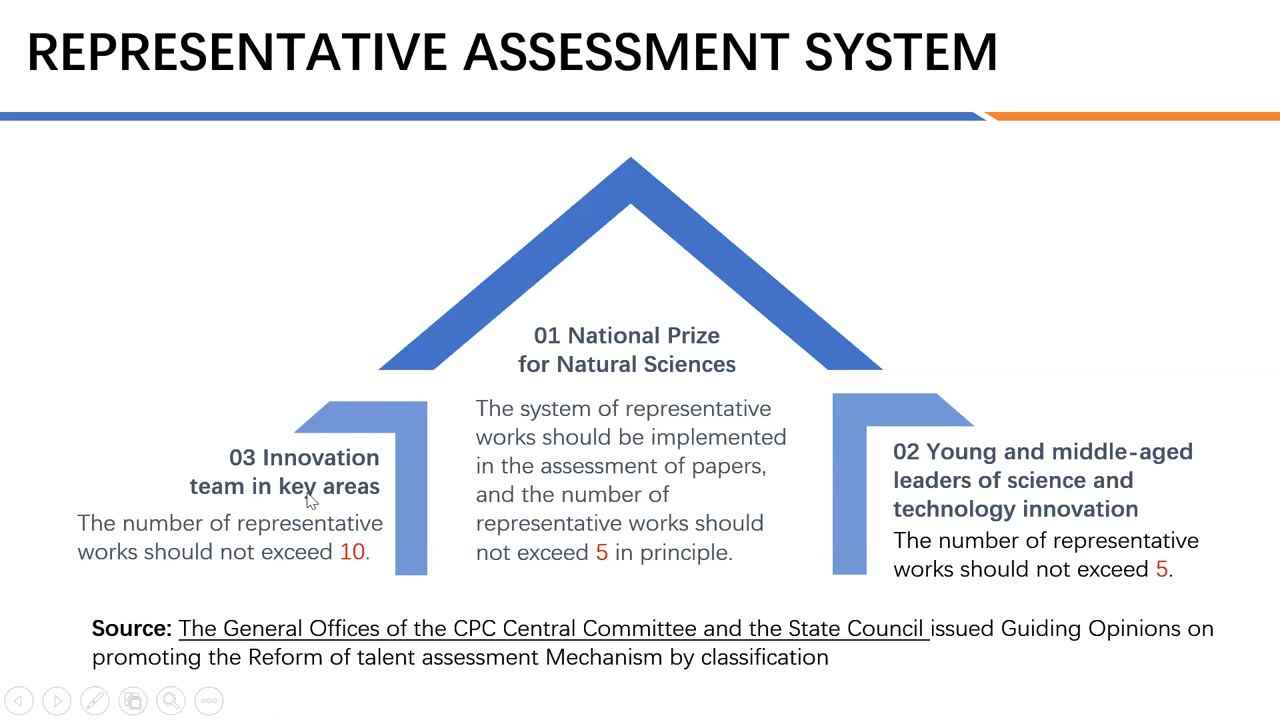 REPRESENTATIVE ASSESSMENT SYSTEM
01 National Prize
for Natural Sciences
The system of representative
works should be implemented
in the assessment of papers,
and the number of
representative works should
not exceed 5 in principle.
02 Young and middle-aged
leaders of science and
technology innovation
The number of representative
works should not exceed 5.
03 Innovation
team in key areas
The number of representative
works should not exceed 10.
Source: The General Offices of the CPC Central Committee and the State Council issued Guiding Opinions on
promoting the Reform of talent assessment Mechanism by classification